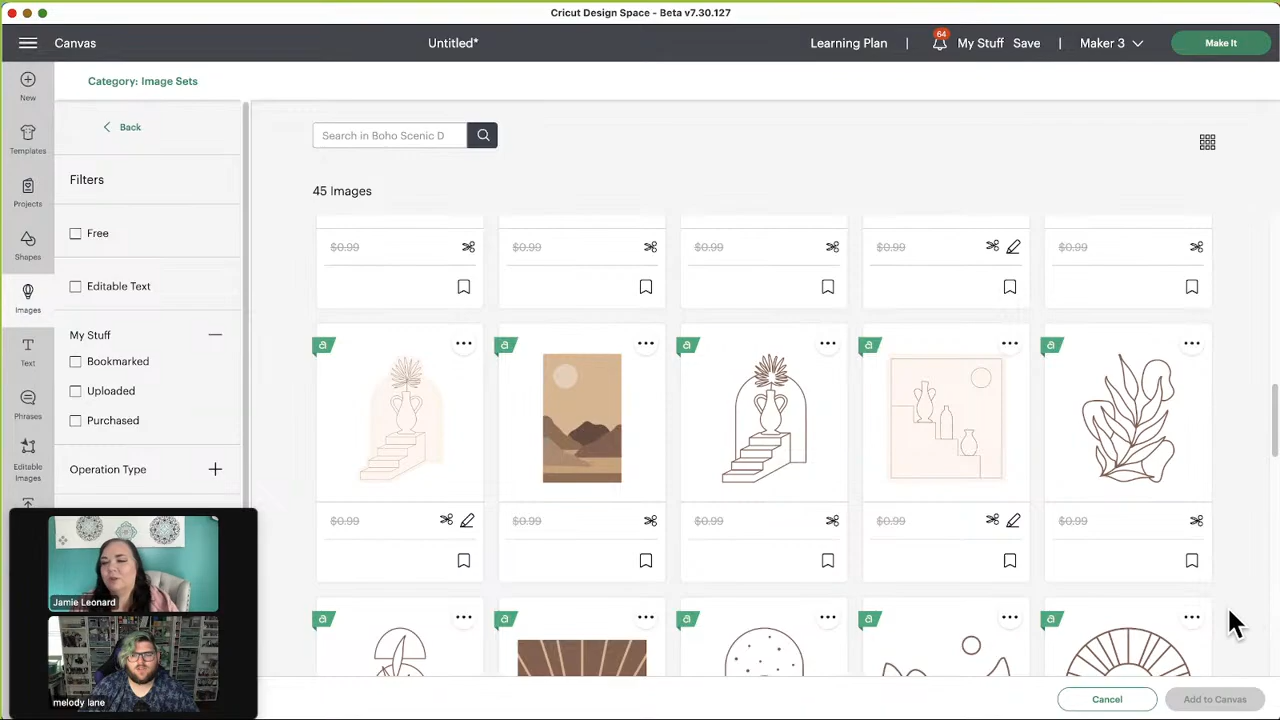 Cricut Design Space - Beta v7.30.127
Canvas
Untitled*
Learning Plan
64
My Stuff
Save
Maker 3
Make It
Category: Image Sets
New
Templates
Projects
Shapes
Images
Text
Phrases
Editable
Images
Back
Filters
Free
Editable Text
My Stuff
Bookmarked
Uploaded
Purchased
Operation Type
Search in Boho Scenic D
45 Images
$0.99
$0.99
$0.99
$0.99
$0.99
a
a
a
a
a
$0.99
$0.99
$0.99
$0.99
$0.99
a
a
a
a
a
Jamie Leonard
melody lane
Cancel
Add to Canvas